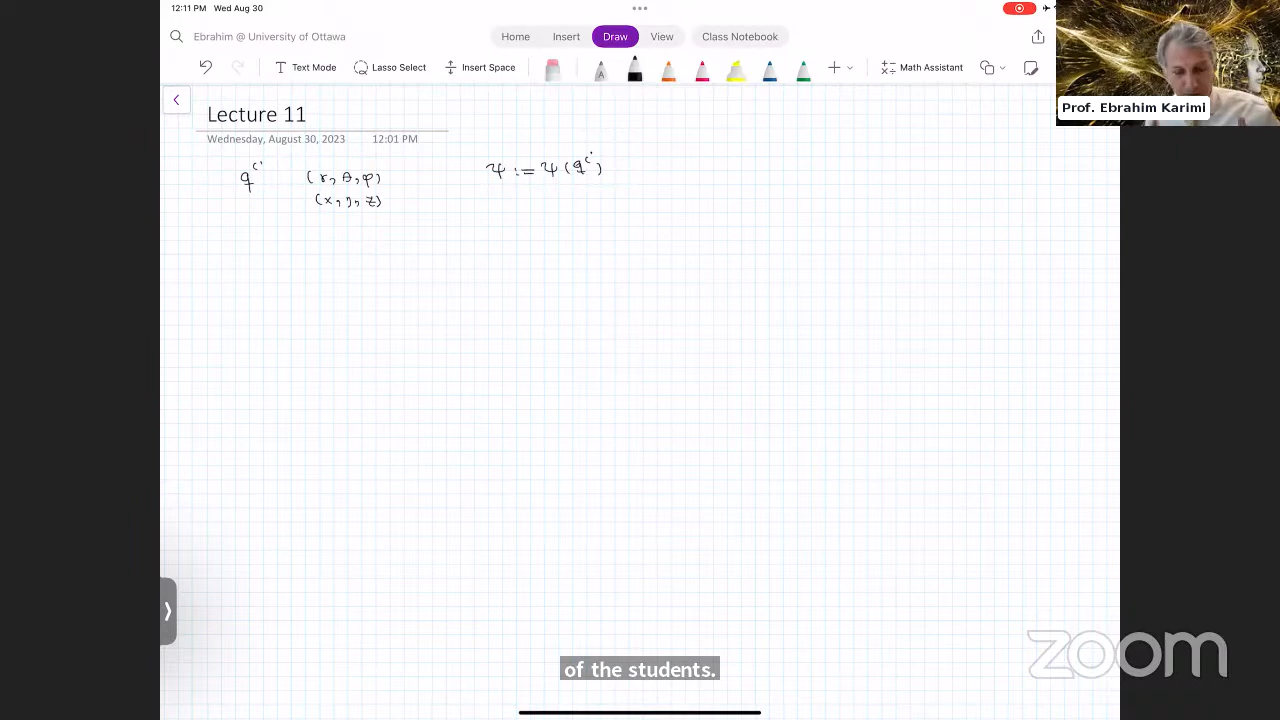 12:11 PM Wed Aug 30
Ebrahim @ University of Ottawa
Home Insert Draw View Class Notebook
Text Mode Lasso Select Insert Space A Math Assistant
Prof. Ebrahim Karimi
Lecture 11
Wednesday, August 30, 2023 12:01 PM
qⁱ (r, θ, φ) Ψ := Ψ(qⁱ)
(x, y, z)
zoom
of the students.